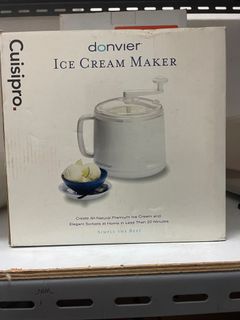 Cuisipro.
donvier
ICE CREAM MAKER
Create All-Natural Premium Ice Cream and
Elegant Sorbets at Home in Less Than 20 Minutes
SIMPLY THE BEST